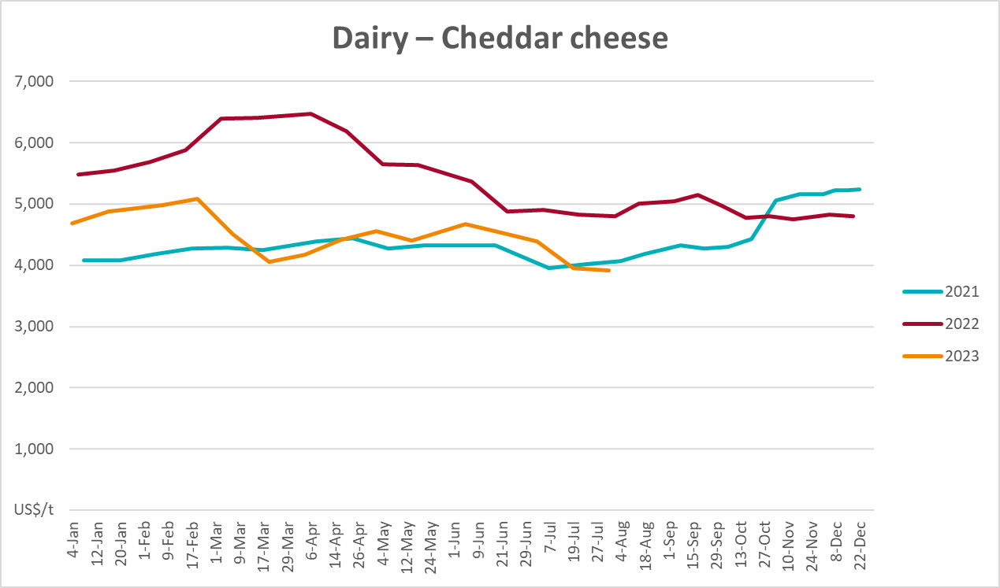 Dairy – Cheddar cheese
7,000
6,000
5,000
4,000
3,000
2,000
1,000
US$/t
4-Jan
12-Jan
20-Jan
1-Feb
9-Feb
17-Feb
1-Mar
9-Mar
17-Mar
29-Mar
6-Apr
14-Apr
26-Apr
4-May
12-May
24-May
1-Jun
9-Jun
21-Jun
29-Jun
7-Jul
19-Jul
27-Jul
4-Aug
18-Aug
1-Sep
15-Sep
29-Sep
13-Oct
27-Oct
10-Nov
24-Nov
8-Dec
22-Dec
2021
2022
2023